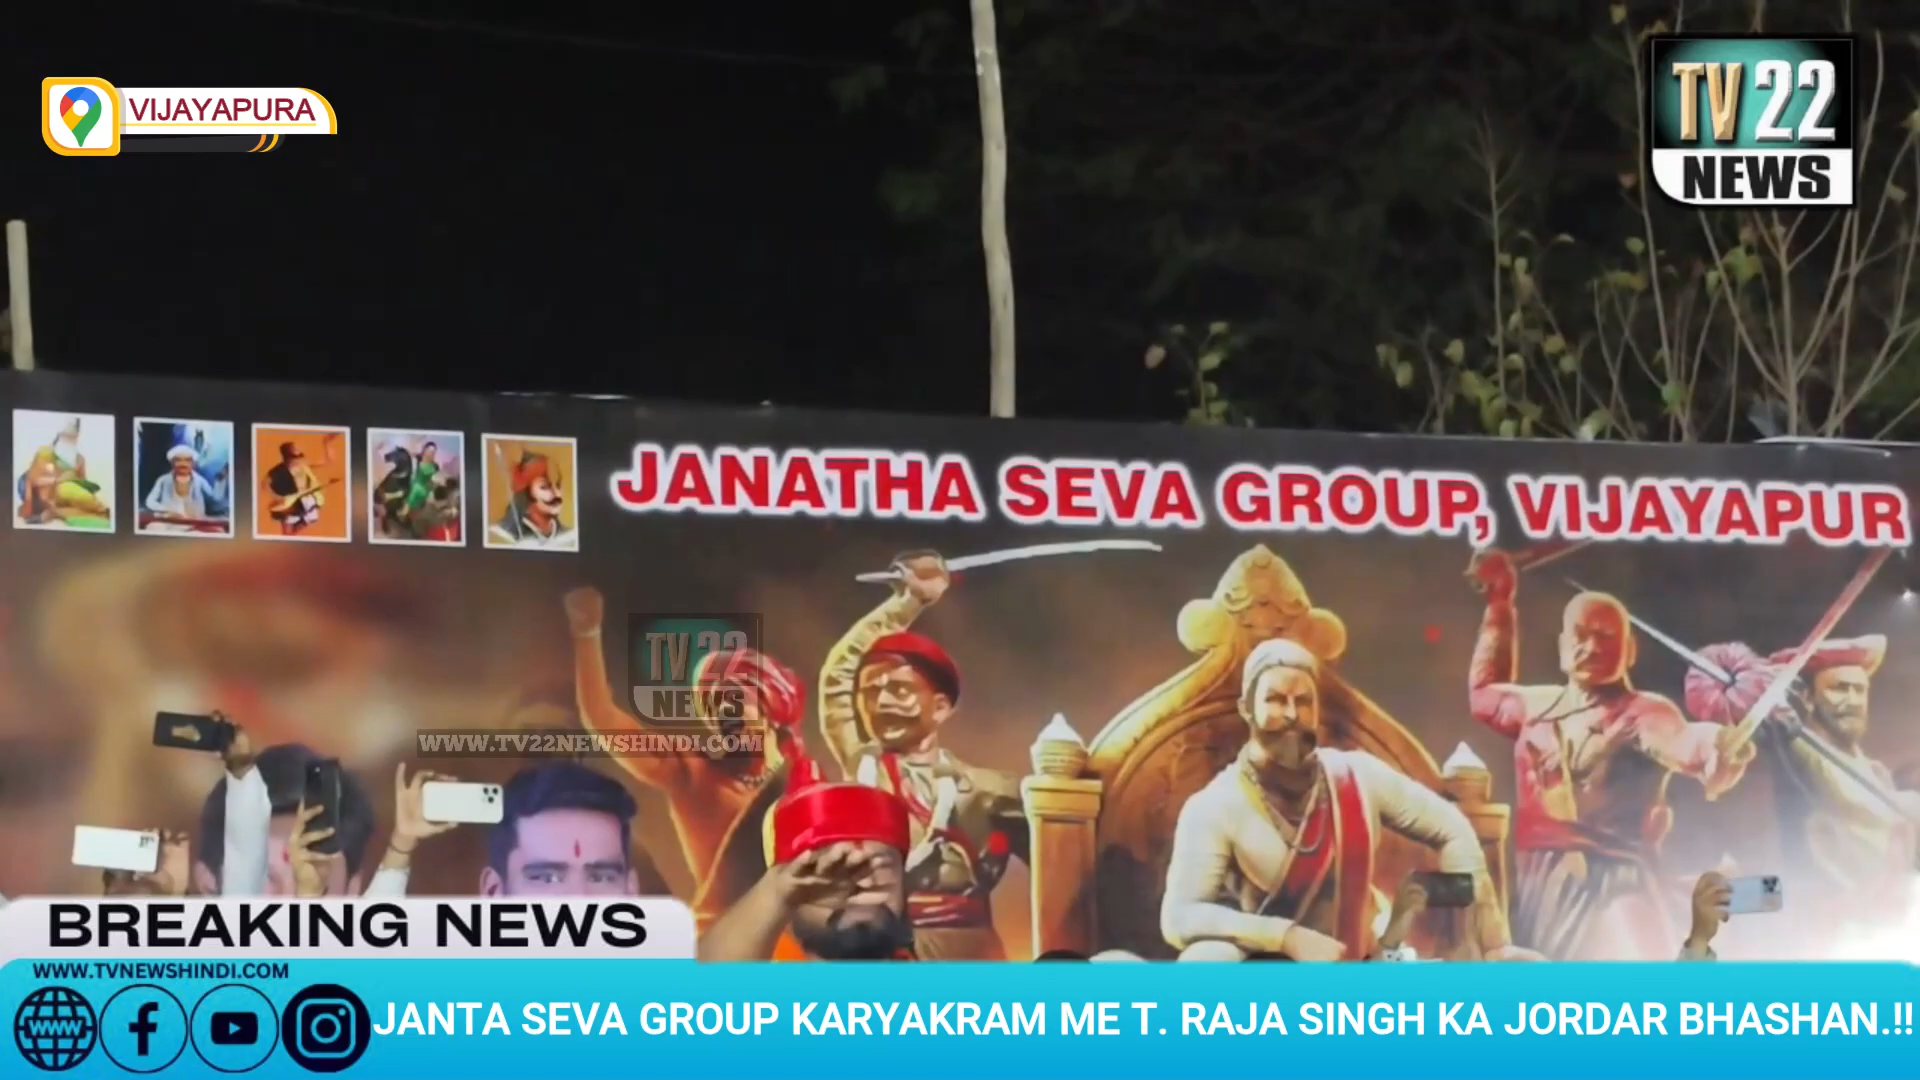 VIJAYAPURA
TV 22
NEWS
JANATHA SEVA GROUP, VIJAYAPUR
TV 22
NEWS
WWW.TV22NEWSHINDI.COM
BREAKING NEWS
WWW.TVNEWSHINDI.COM
WWW
JANTA SEVA GROUP KARYAKRAM ME T. RAJA SINGH KA JORDAR BHASHAN.!!